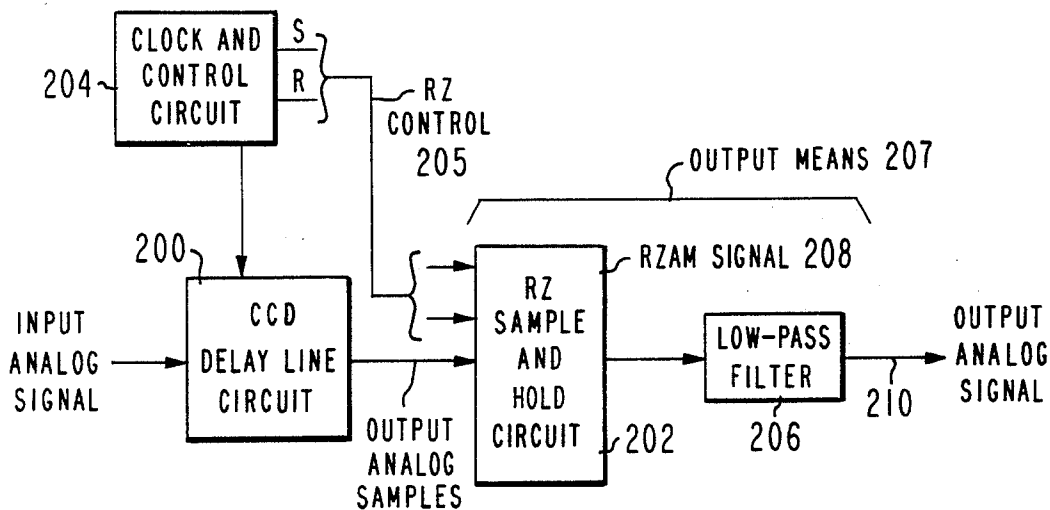 CLOCK AND
CONTROL
CIRCUIT
204
S
R
RZ
CONTROL
205
OUTPUT MEANS 207
200
CCD
DELAY LINE
CIRCUIT
INPUT
ANALOG
SIGNAL
OUTPUT
ANALOG
SAMPLES
RZ
SAMPLE
AND
HOLD
CIRCUIT
202
RZAM SIGNAL 208
LOW-PASS
FILTER
206
210
OUTPUT
ANALOG
SIGNAL